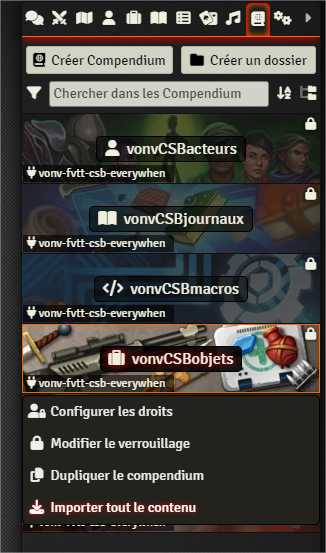 Créer Compendium
Créer un dossier
Chercher dans les Compendium
vonvCSBacteurs
vonv-fvtt-csb-everywhen
vonvCSBjournaux
vonv-fvtt-csb-everywhen
vonvCSBmacros
vonv-fvtt-csb-everywhen
vonvCSBobjets
vonv-fvtt-csb-everywhen
Configurer les droits
Modifier le verrouillage
Dupliquer le compendium
Importer tout le contenu